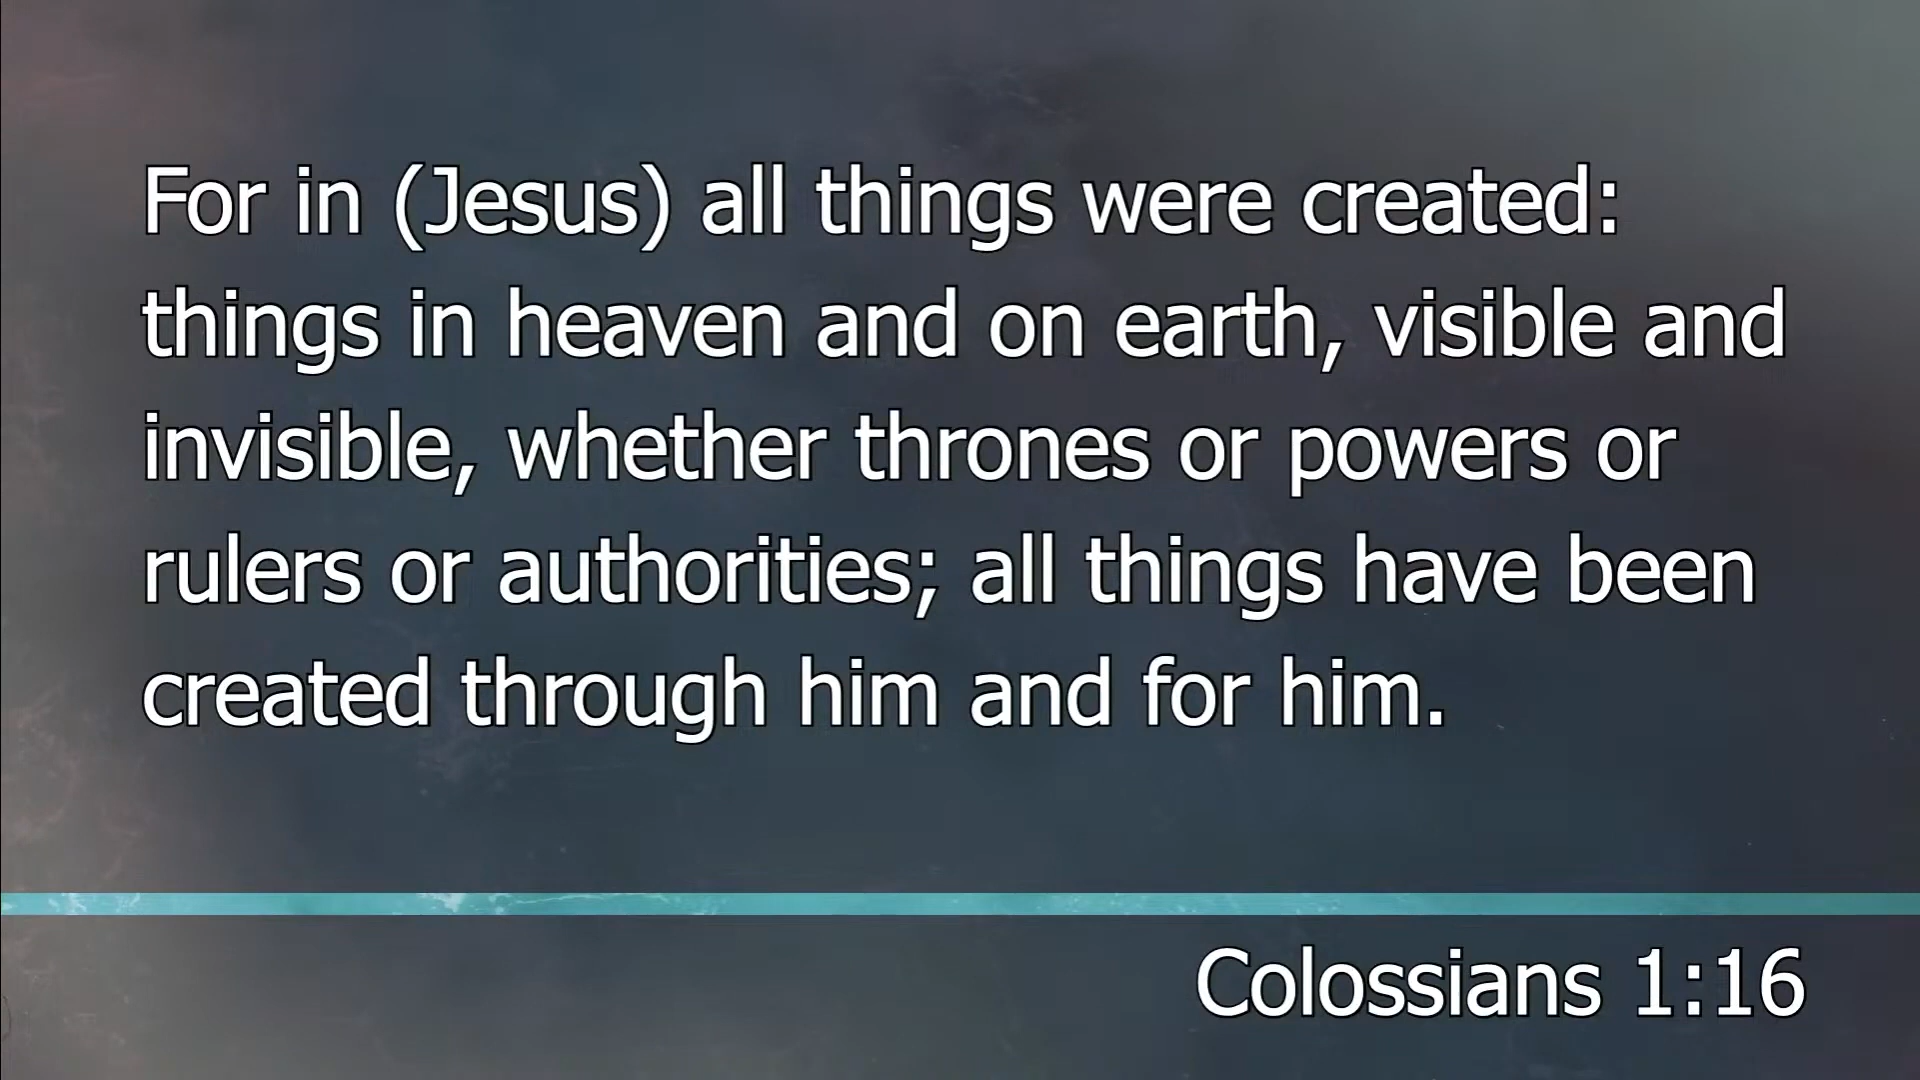 For in (Jesus) all things were created:
things in heaven and on earth, visible and
invisible, whether thrones or powers or
rulers or authorities; all things have been
created through him and for him.
Colossians 1:16